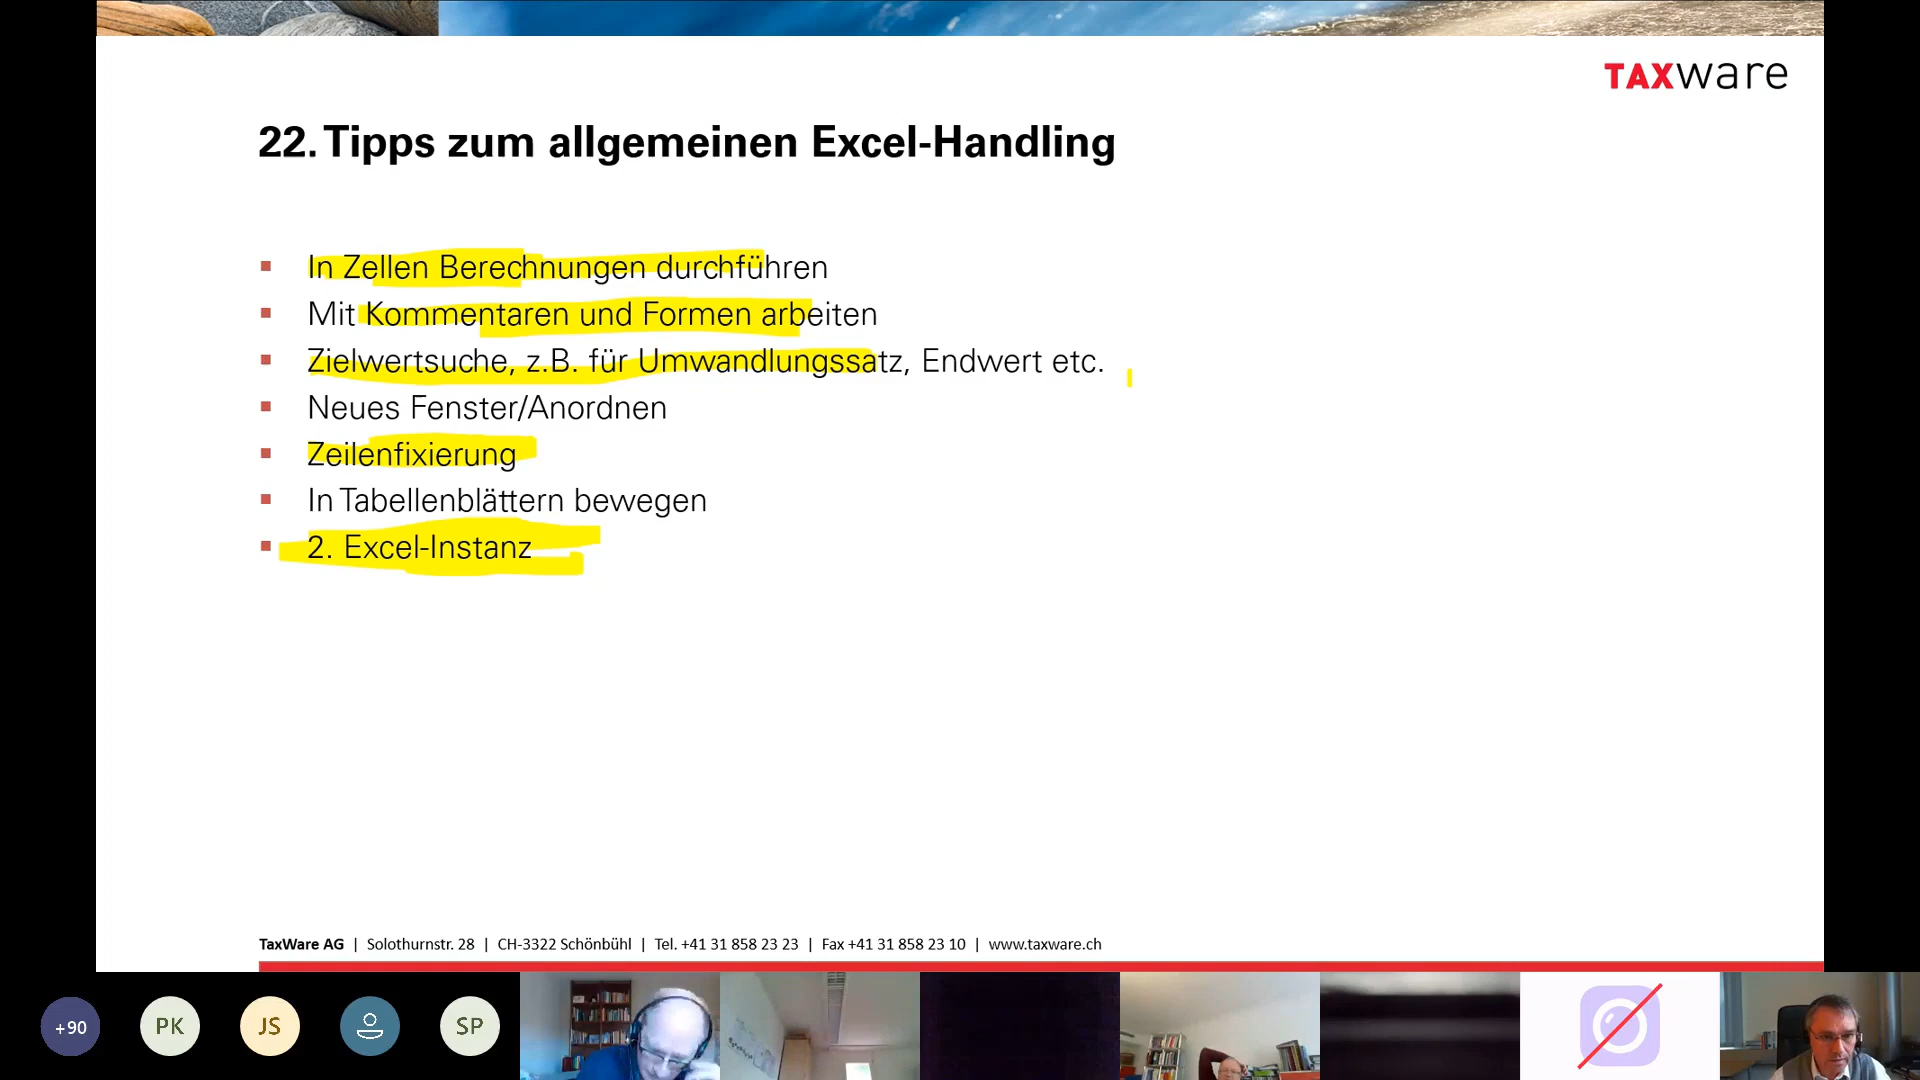 TAXware
22. Tipps zum allgemeinen Excel-Handling
In Zellen Berechnungen durchführen
Mit Kommentaren und Formen arbeiten
Zielwertsuche, z.B. für Umwandlungssatz, Endwert etc.
Neues Fenster/Anordnen
Zeilenfixierung
In Tabellenblättern bewegen
2. Excel-Instanz
TaxWare AG | Solothurnstr. 28 | CH-3322 Schönbühl | Tel. +41 31 858 23 23 | Fax +41 31 858 23 10 | www.taxware.ch
+90 PK JS SP